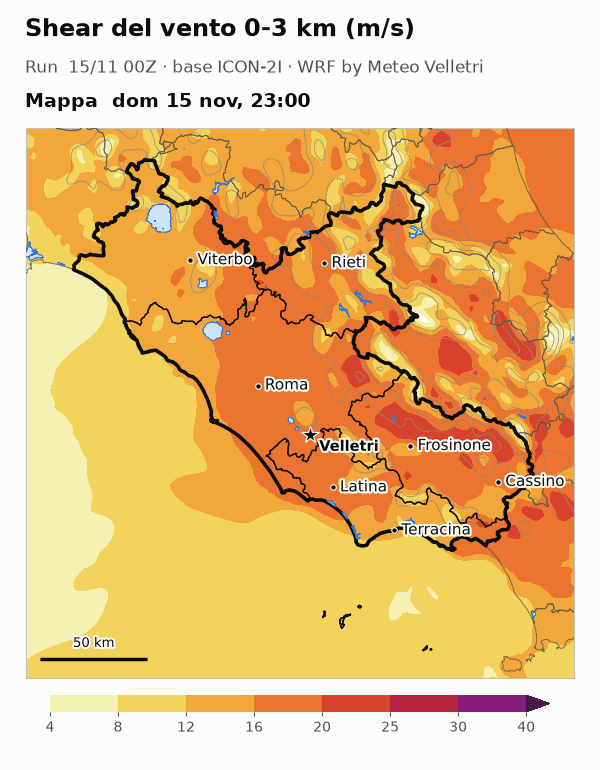 Shear del vento 0-3 km (m/s)
Run  15/11 00Z · base ICON-2I · WRF by Meteo Velletri
Mappa  dom 15 nov, 23:00
Viterbo
Rieti
Roma
Velletri
Frosinone
Cassino
Latina
Terracina
50 km
4 8 12 16 20 25 30 40